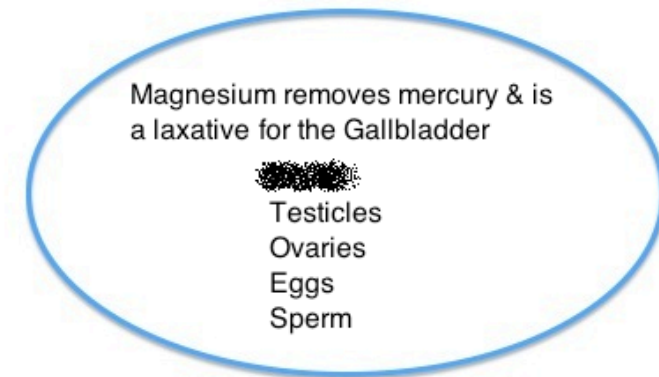 Magnesium removes mercury & is
a laxative for the Gallbladder
Testicles
Ovaries
Eggs
Sperm